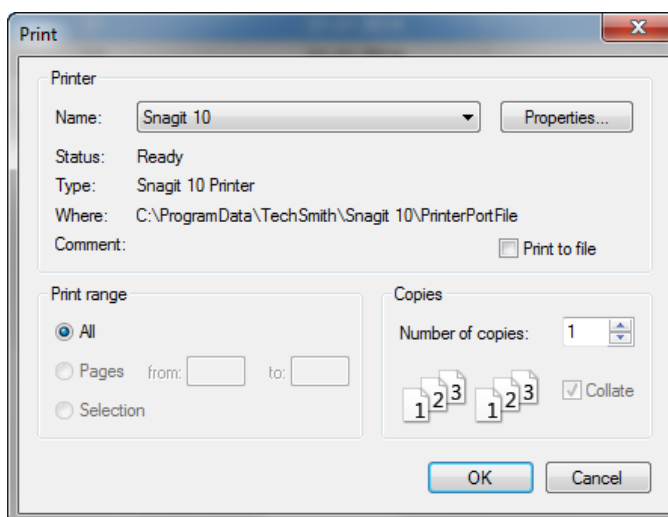 Print
Printer
Name: Snagit 10 Properties...
Status: Ready
Type: Snagit 10 Printer
Where: C:\ProgramData\TechSmith\Snagit 10\PrinterPortFile
Comment: Print to file
Print range
All
Pages from: to:
Selection
Copies
Number of copies: 1
1 2 3 1 2 3 Collate
OK Cancel